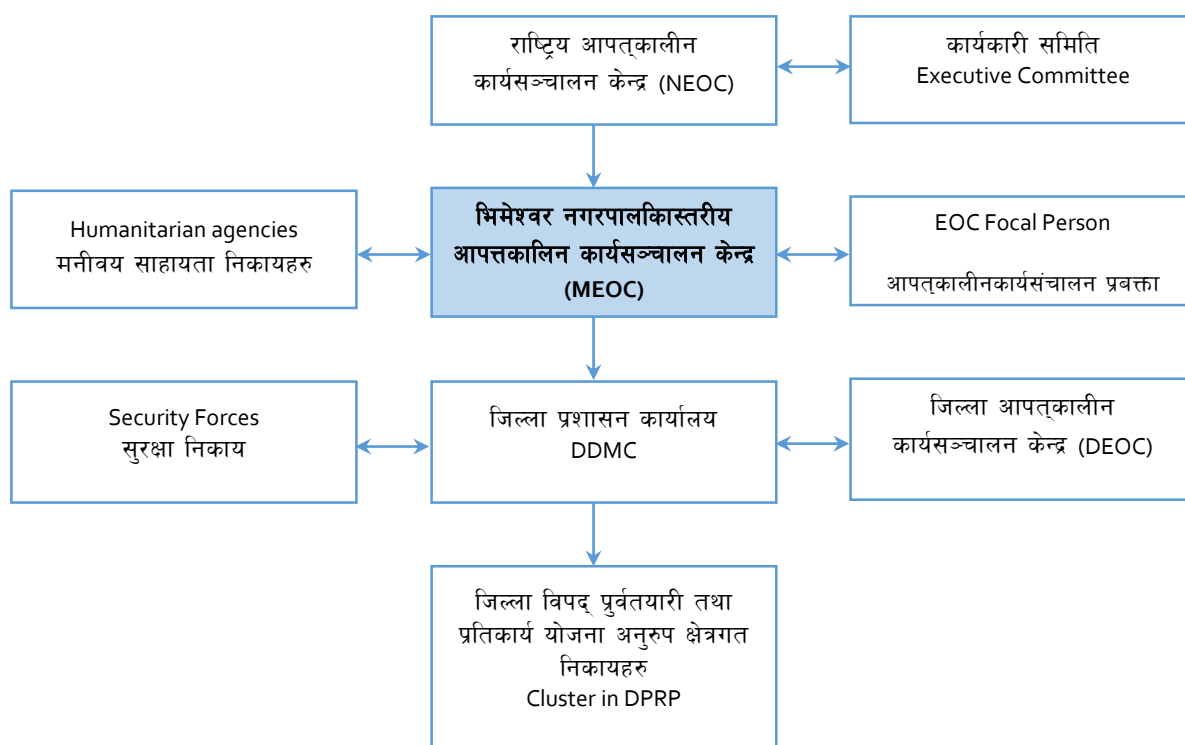 राष्ट्रिय आपत्कालीन
कार्यसञ्चालन केन्द्र (NEOC)
कार्यकारी समिति
Executive Committee
Humanitarian agencies
मनीवय साहायता निकायहरु
भिमेश्वर नगरपालिकास्तरीय
आपत्तकालिन कार्यसञ्चालन केन्द्र
(MEOC)
EOC Focal Person
आपत्कालीनकार्यसंचालन प्रबक्ता
Security Forces
सुरक्षा निकाय
जिल्ला प्रशासन कार्यालय
DDMC
जिल्ला आपत्कालीन
कार्यसञ्चालन केन्द्र (DEOC)
जिल्ला विपद् प्रुर्वतयारी तथा
प्रतिकार्य योजना अनुरुप क्षेत्रगत
निकायहरु
Cluster in DPRP